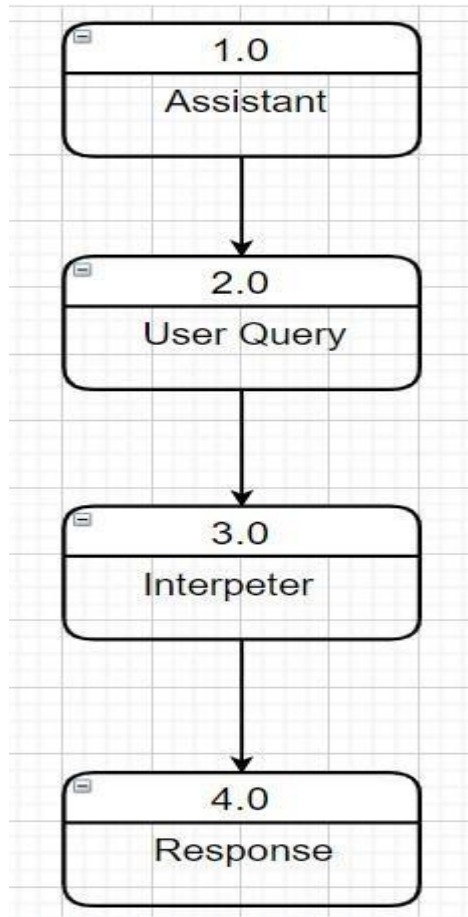 1.0
Assistant
2.0
User Query
3.0
Interpeter
4.0
Response